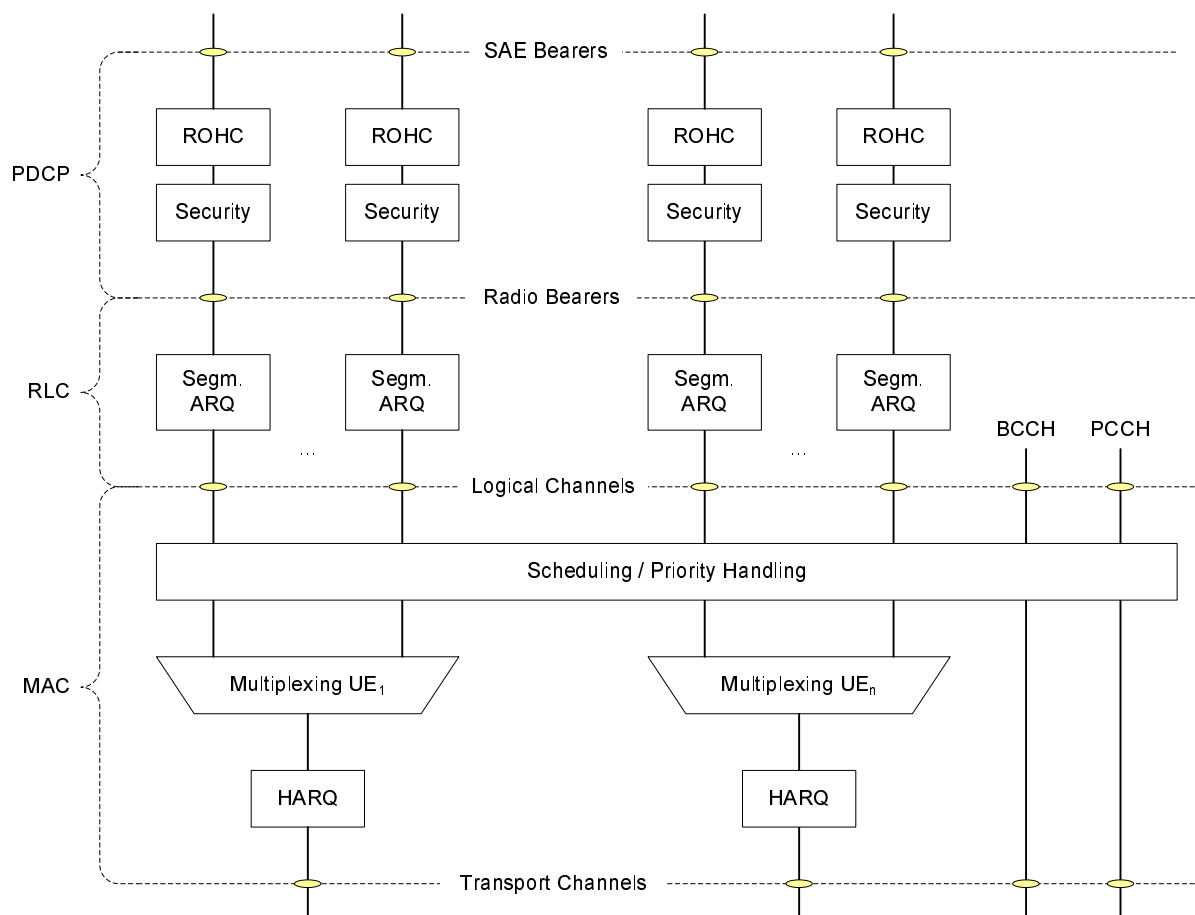 SAE Bearers
ROHC ROHC ROHC ROHC
PDCP
Security Security Security Security
Radio Bearers
RLC
Segm. Segm. Segm. Segm.
ARQ ARQ ARQ ARQ
BCCH PCCH
... ...
Logical Channels
Scheduling / Priority Handling
MAC
Multiplexing UE1 Multiplexing UEn
HARQ HARQ
Transport Channels